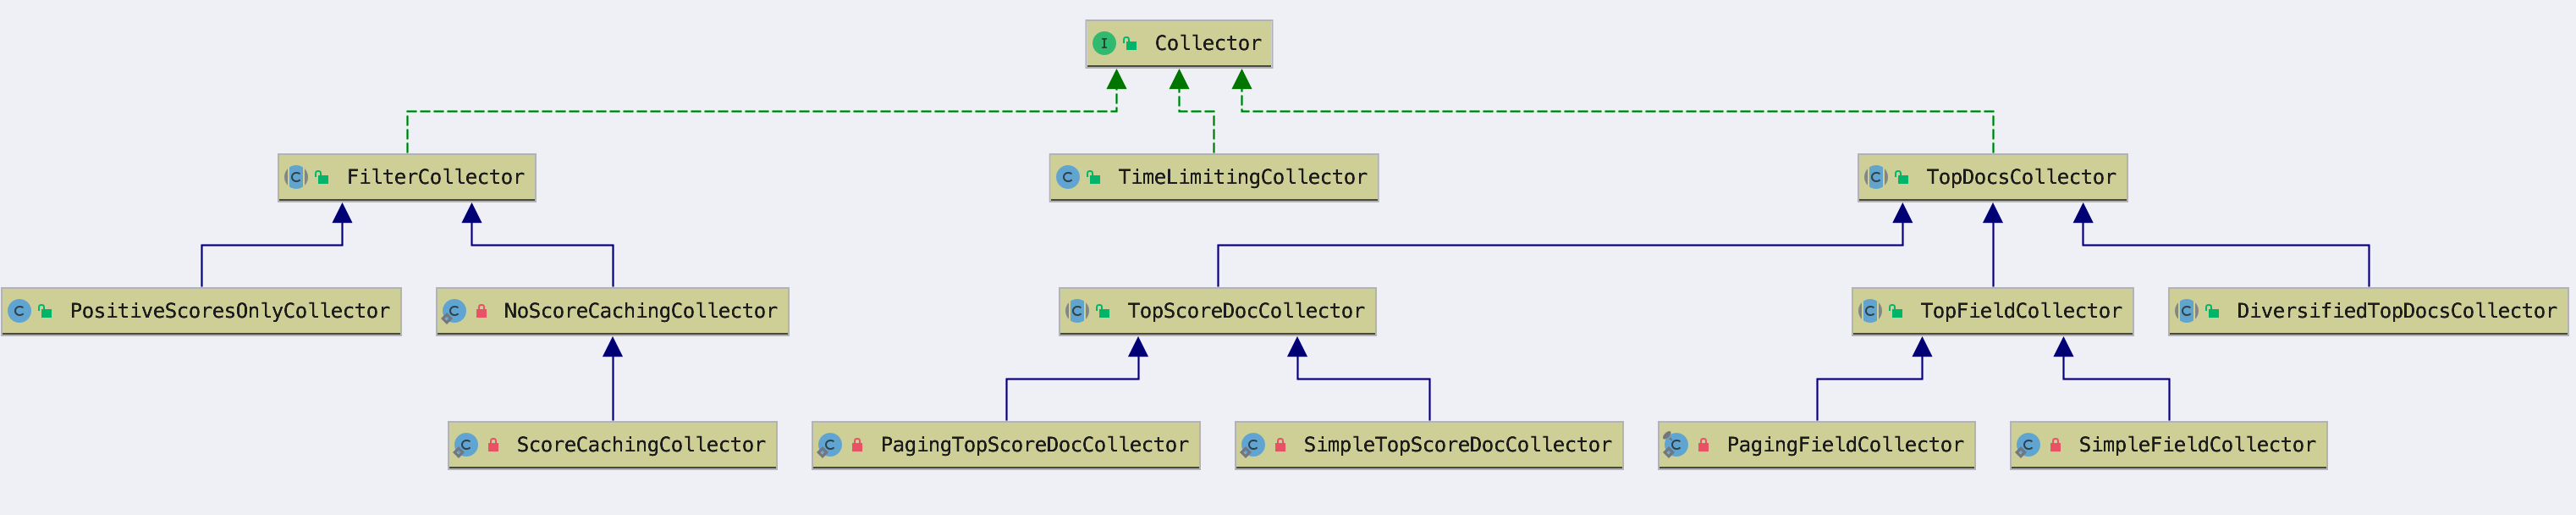 Collector
FilterCollector
TimeLimitingCollector
TopDocsCollector
PositiveScoresOnlyCollector
NoScoreCachingCollector
TopScoreDocCollector
TopFieldCollector
DiversifiedTopDocsCollector
ScoreCachingCollector
PagingTopScoreDocCollector
SimpleTopScoreDocCollector
PagingFieldCollector
SimpleFieldCollector